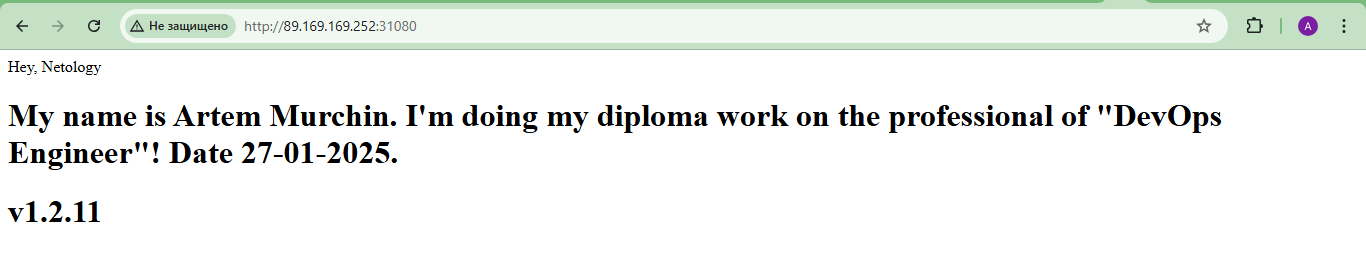 Не защищено http://89.169.169.252:31080 A
Hey, Netology
My name is Artem Murchin. I'm doing my diploma work on the professional of "DevOps
Engineer"! Date 27-01-2025.
v1.2.11